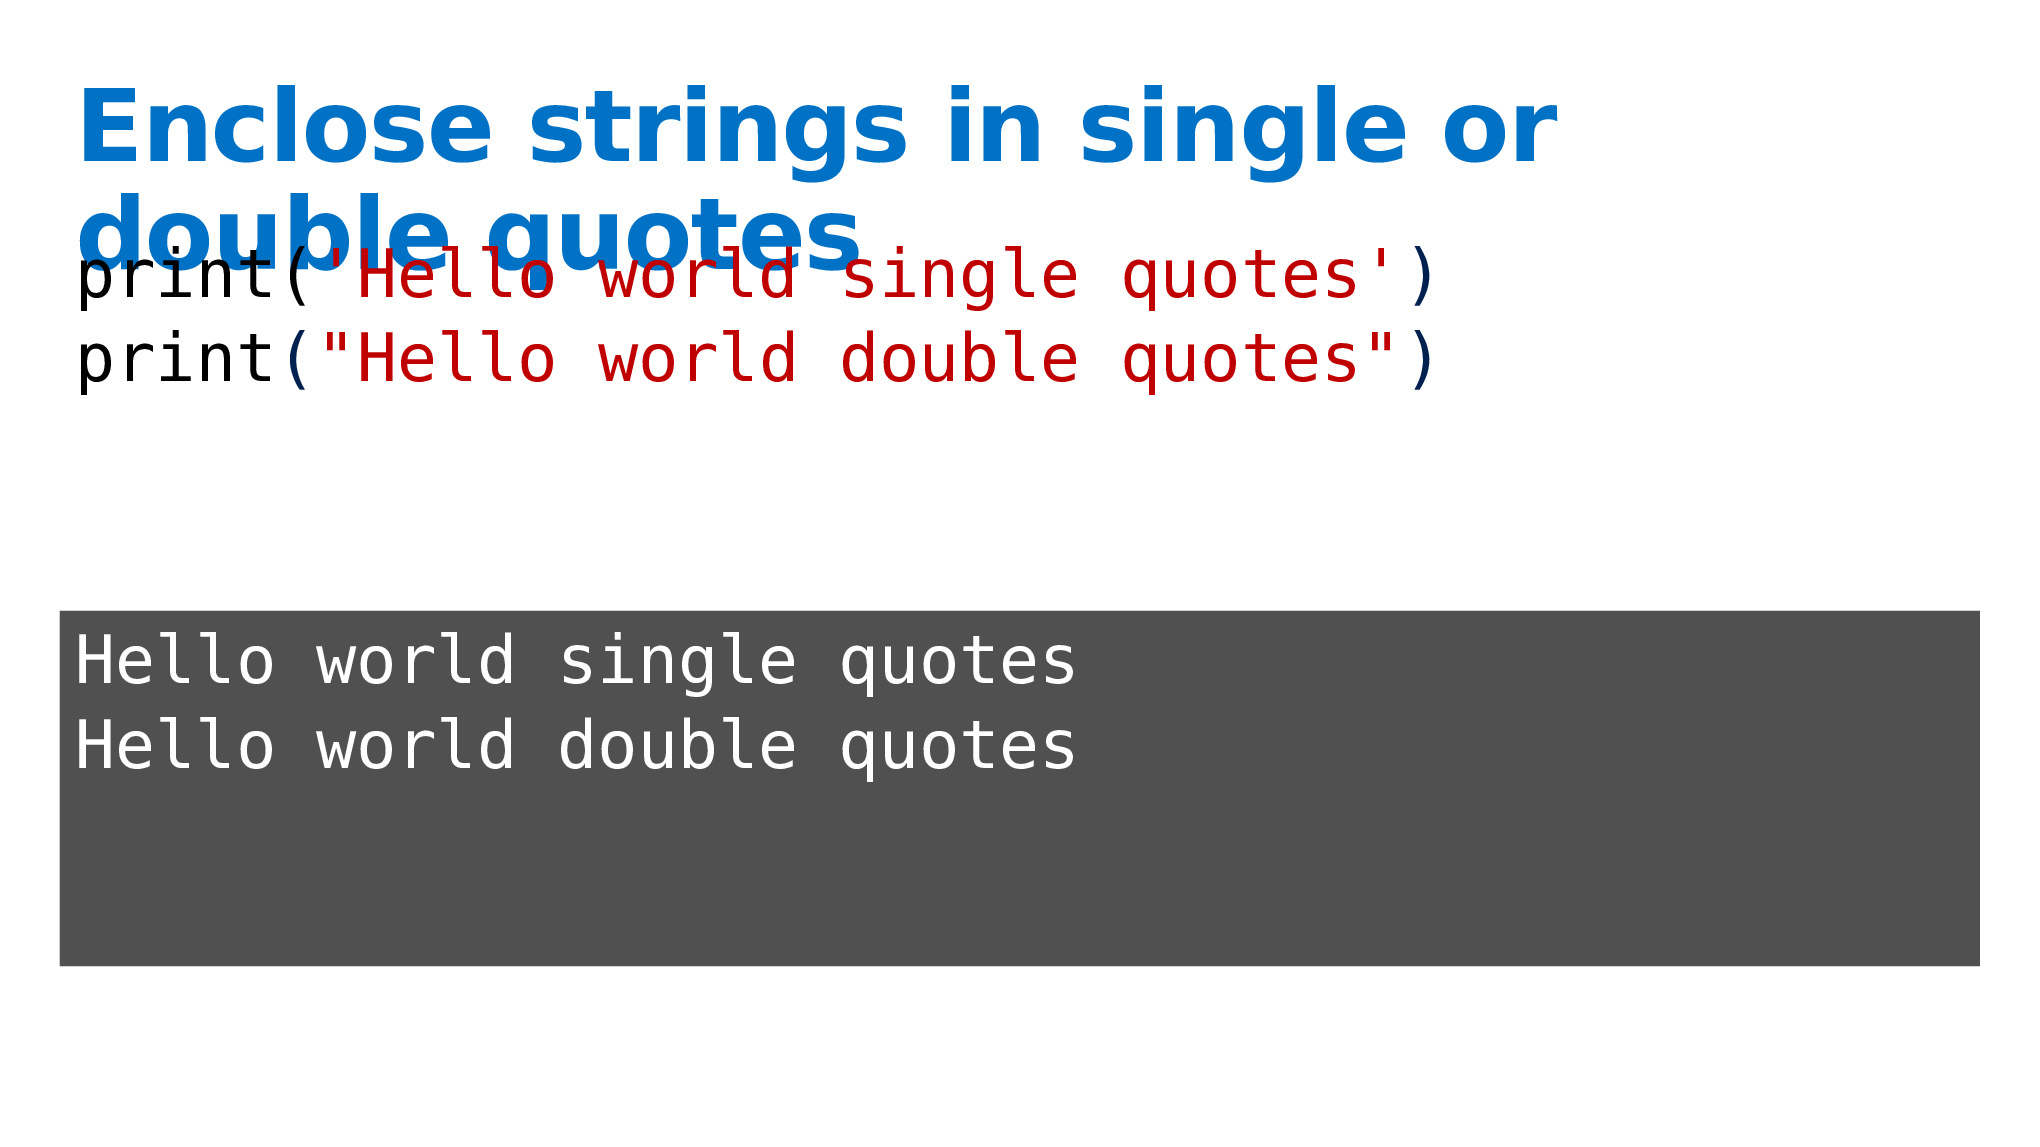 Enclose strings in single or
double quotes
print('Hello world single quotes')
print("Hello world double quotes")
Hello world single quotes
Hello world double quotes